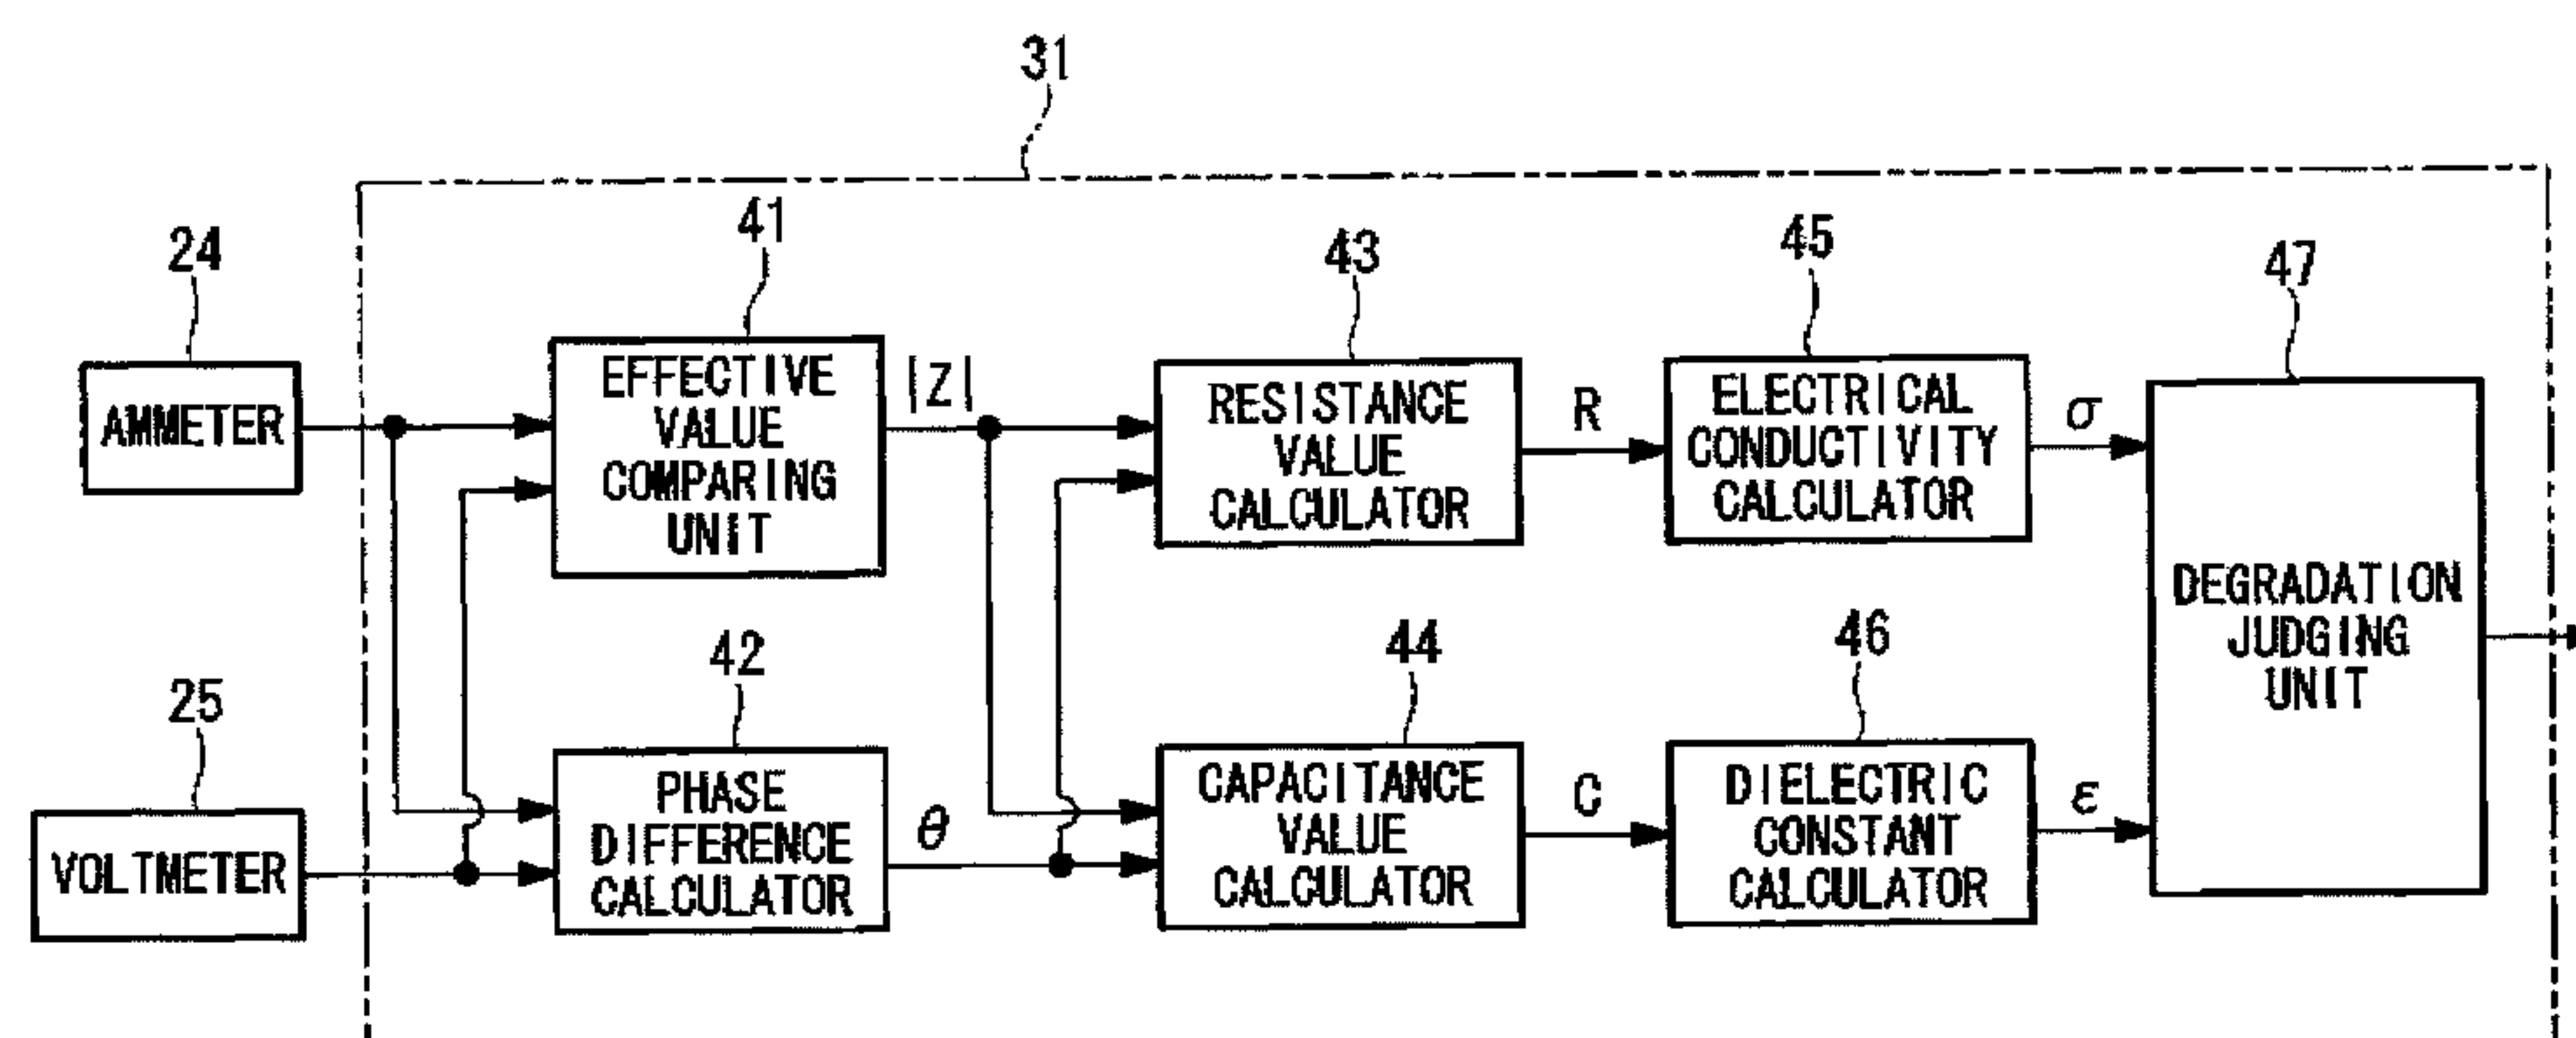 31
24
41
43
45
47
AMMETER
EFFECTIVE
VALUE
COMPARING
UNIT
|Z|
RESISTANCE
VALUE
CALCULATOR
R
ELECTRICAL
CONDUCTIVITY
CALCULATOR
σ
DEGRADATION
JUDGING
UNIT
25
42
44
46
VOLTMETER
PHASE
DIFFERENCE
CALCULATOR
θ
CAPACITANCE
VALUE
CALCULATOR
C
DIELECTRIC
CONSTANT
CALCULATOR
ε